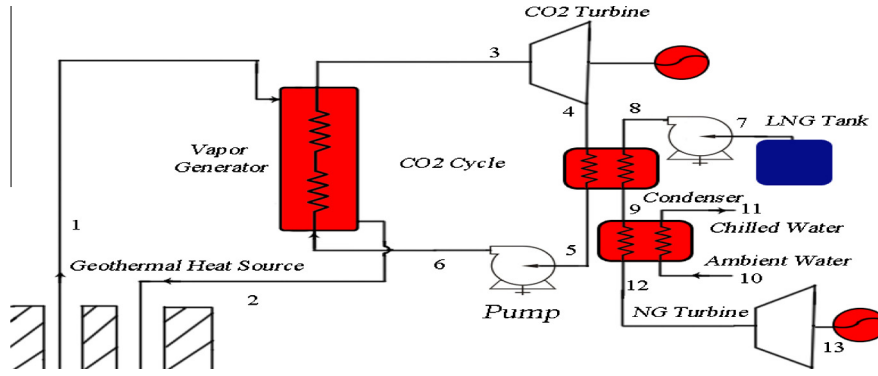 CO2 Turbine
3
4
8
7
LNG Tank
Vapor
Generator
CO2 Cycle
9
Condenser
11
Chilled Water
1
5
6
Ambient Water
10
Geothermal Heat Source
2
12
Pump
NG Turbine
13